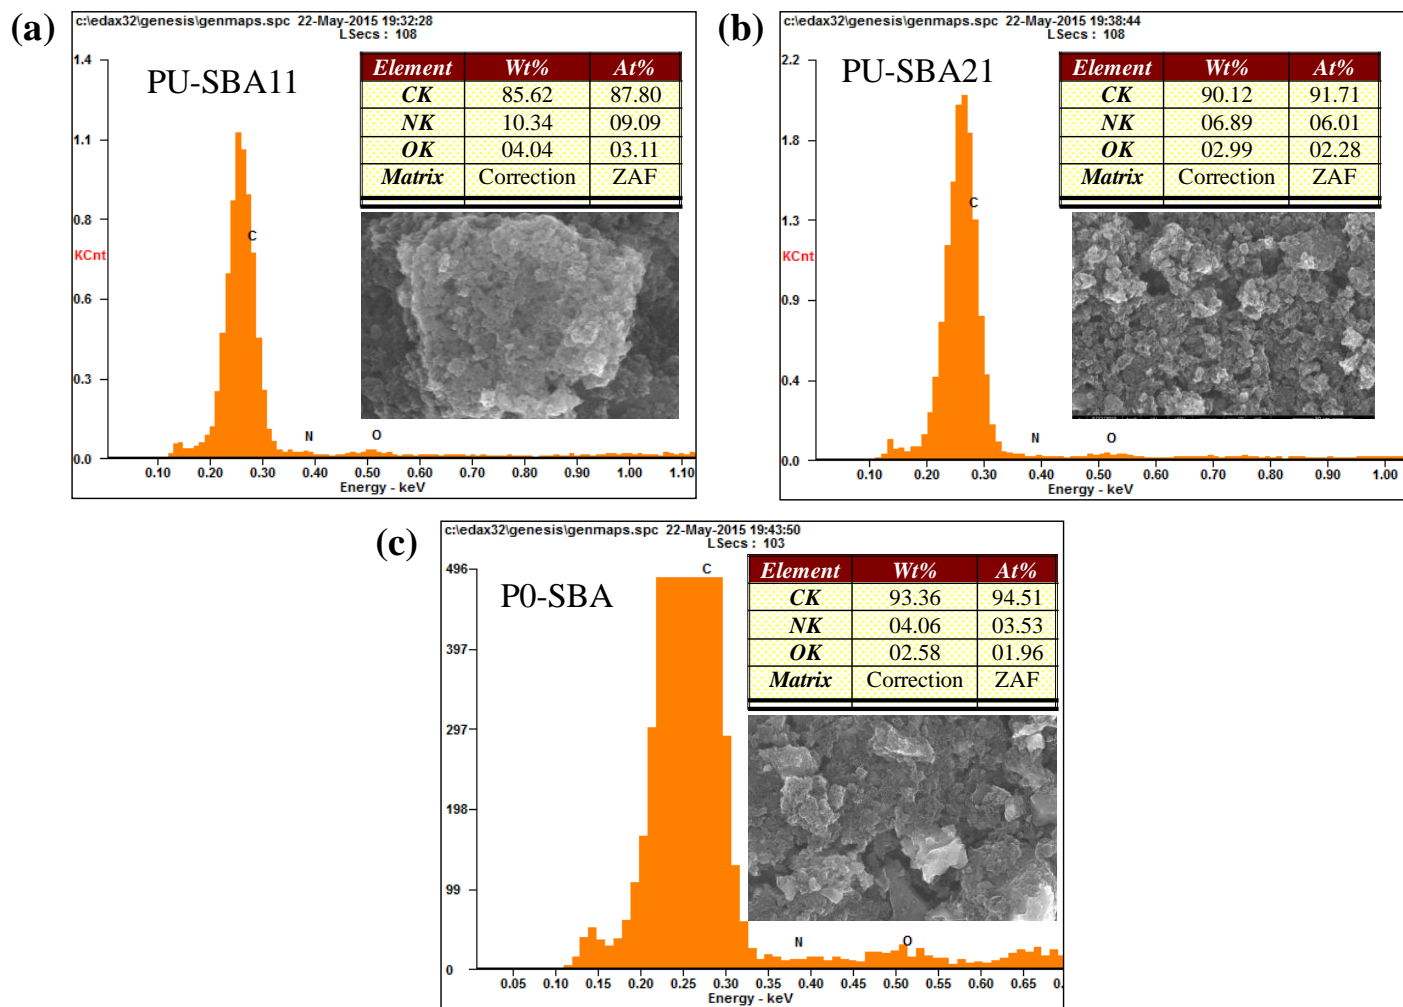 (a)
c:\edax32\genesis\genmaps.spc 22-May-2015 19:32:28
LSecs : 108
PU-SBA11
Element Wt% At%
CK 85.62 87.80
NK 10.34 09.09
OK 04.04 03.11
Matrix Correction ZAF
1.4
1.1
0.8
KCnt
0.6
0.3
0.0
C
N O
0.10 0.20 0.30 0.40 0.50 0.60 0.70 0.80 0.90 1.00 1.10
Energy - keV
(b)
c:\edax32\genesis\genmaps.spc 22-May-2015 19:38:44
LSecs : 108
PU-SBA21
Element Wt% At%
CK 90.12 91.71
NK 06.89 06.01
OK 02.99 02.28
Matrix Correction ZAF
2.2
1.8
1.3
KCnt
0.9
0.4
0.0
C
N O
0.10 0.20 0.30 0.40 0.50 0.60 0.70 0.80 0.90 1.00
Energy - keV
(c)
c:\edax32\genesis\genmaps.spc 22-May-2015 19:43:50
LSecs : 103
P0-SBA
Element Wt% At%
CK 93.36 94.51
NK 04.06 03.53
OK 02.58 01.96
Matrix Correction ZAF
496
397
297
198
99
0
C
N O
0.05 0.10 0.15 0.20 0.25 0.30 0.35 0.40 0.45 0.50 0.55 0.60 0.65
Energy - keV